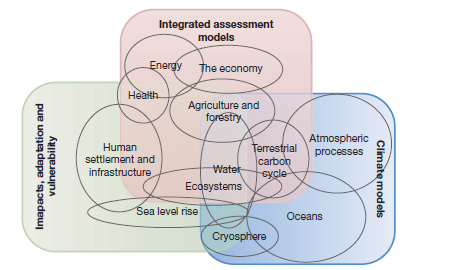 Integrated assessment
models
Energy
The economy
Health
Agriculture and
forestry
Imapacts, adaptation and
vulnerability
Human
settlement and
infrastructure
Terrestrial
carbon
cycle
Atmospheric
processes
Climate models
Water
Ecosystems
Sea level rise
Oceans
Cryosphere